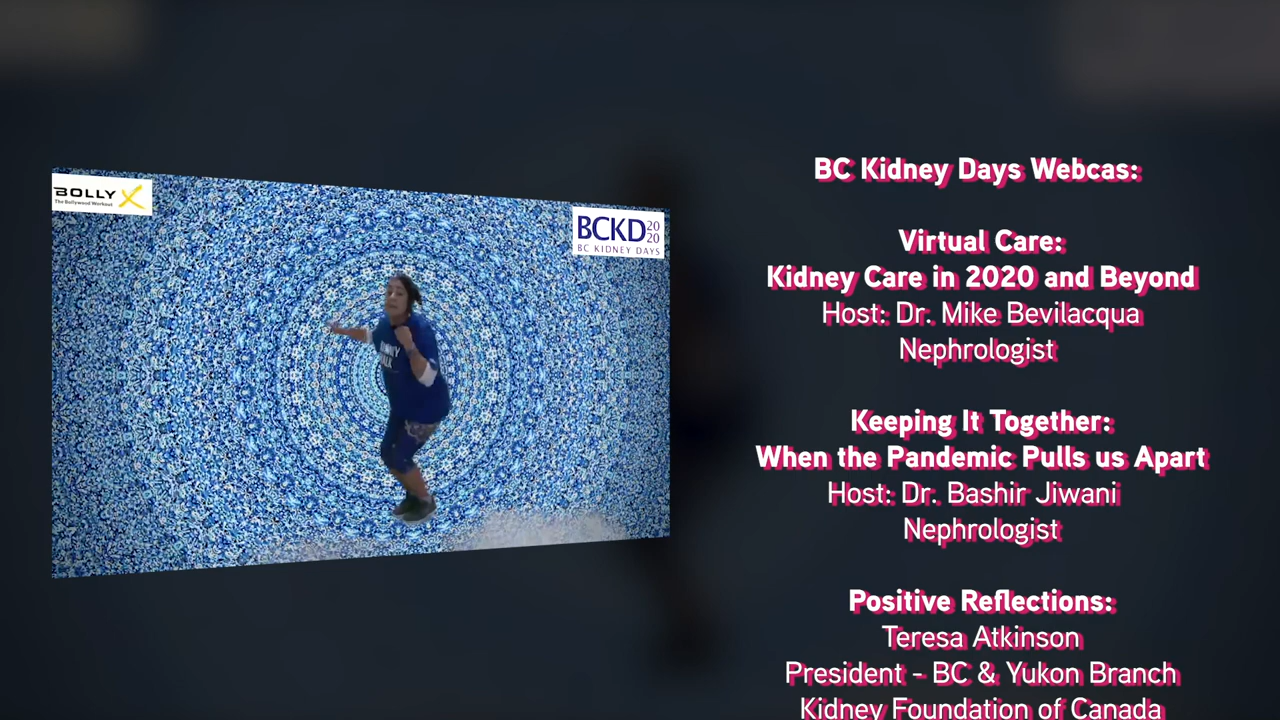 BOLLY X
The Bollywood Workout
BCKD 2020
BC KIDNEY DAYS
BC Kidney Days Webcas:
Virtual Care:
Kidney Care in 2020 and Beyond
Host: Dr. Mike Bevilacqua
Nephrologist
Keeping It Together:
When the Pandemic Pulls us Apart
Host: Dr. Bashir Jiwani
Nephrologist
Positive Reflections:
Teresa Atkinson
President - BC & Yukon Branch
Kidney Foundation of Canada